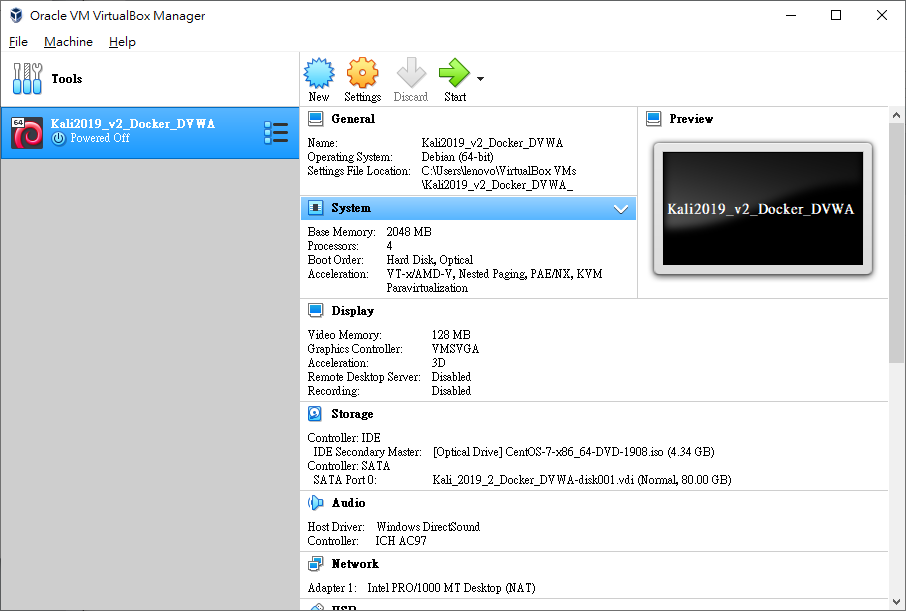 Oracle VM VirtualBox Manager
File Machine Help
Tools
New Settings Discard Start
64
Kali2019_v2_Docker_DVWA
Powered Off
General
Name: Kali2019_v2_Docker_DVWA
Operating System: Debian (64-bit)
Settings File Location: C:\Users\lenovo\VirtualBox VMs
\Kali2019_v2_Docker_DVWA_
Preview
Kali2019_v2_Docker_DVWA
System
Base Memory: 2048 MB
Processors: 4
Boot Order: Hard Disk, Optical
Acceleration: VT-x/AMD-V, Nested Paging, PAE/NX, KVM
Paravirtualization
Display
Video Memory: 128 MB
Graphics Controller: VMSVGA
Acceleration: 3D
Remote Desktop Server: Disabled
Recording: Disabled
Storage
Controller: IDE
IDE Secondary Master: [Optical Drive] CentOS-7-x86_64-DVD-1908.iso (4.34 GB)
Controller: SATA
SATA Port 0: Kali_2019_2_Docker_DVWA-disk001.vdi (Normal, 80.00 GB)
Audio
Host Driver: Windows DirectSound
Controller: ICH AC97
Network
Adapter 1: Intel PRO/1000 MT Desktop (NAT)
USB